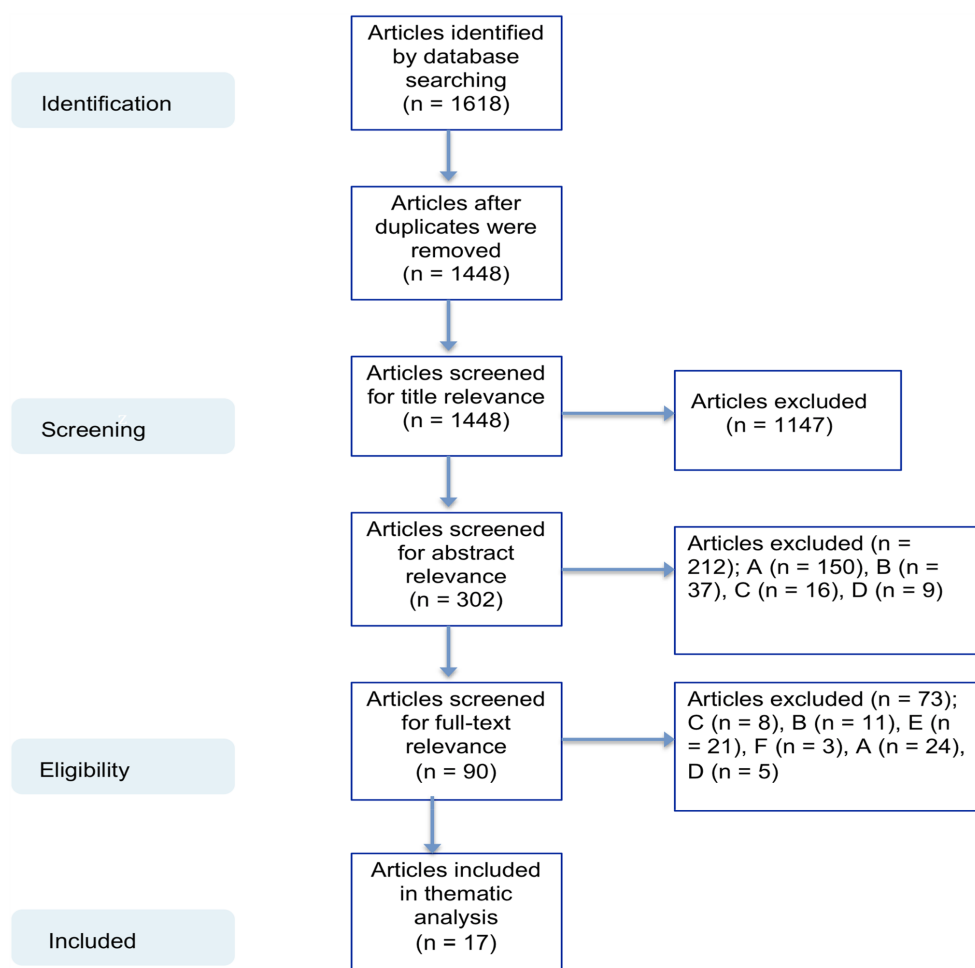 Articles identified
by database
searching
(n = 1618)
Identification
Articles after
duplicates were
removed
(n = 1448)
Articles screened
for title relevance
(n = 1448)
Articles excluded
(n = 1147)
Screening
Articles screened
for abstract
relevance
(n = 302)
Articles excluded (n =
212); A (n = 150), B (n =
37), C (n = 16), D (n = 9)
Articles screened
for full-text
relevance
(n = 90)
Articles excluded (n = 73);
C (n = 8), B (n = 11), E (n
= 21), F (n = 3), A (n = 24),
D (n = 5)
Eligibility
Articles included
in thematic
analysis
(n = 17)
Included